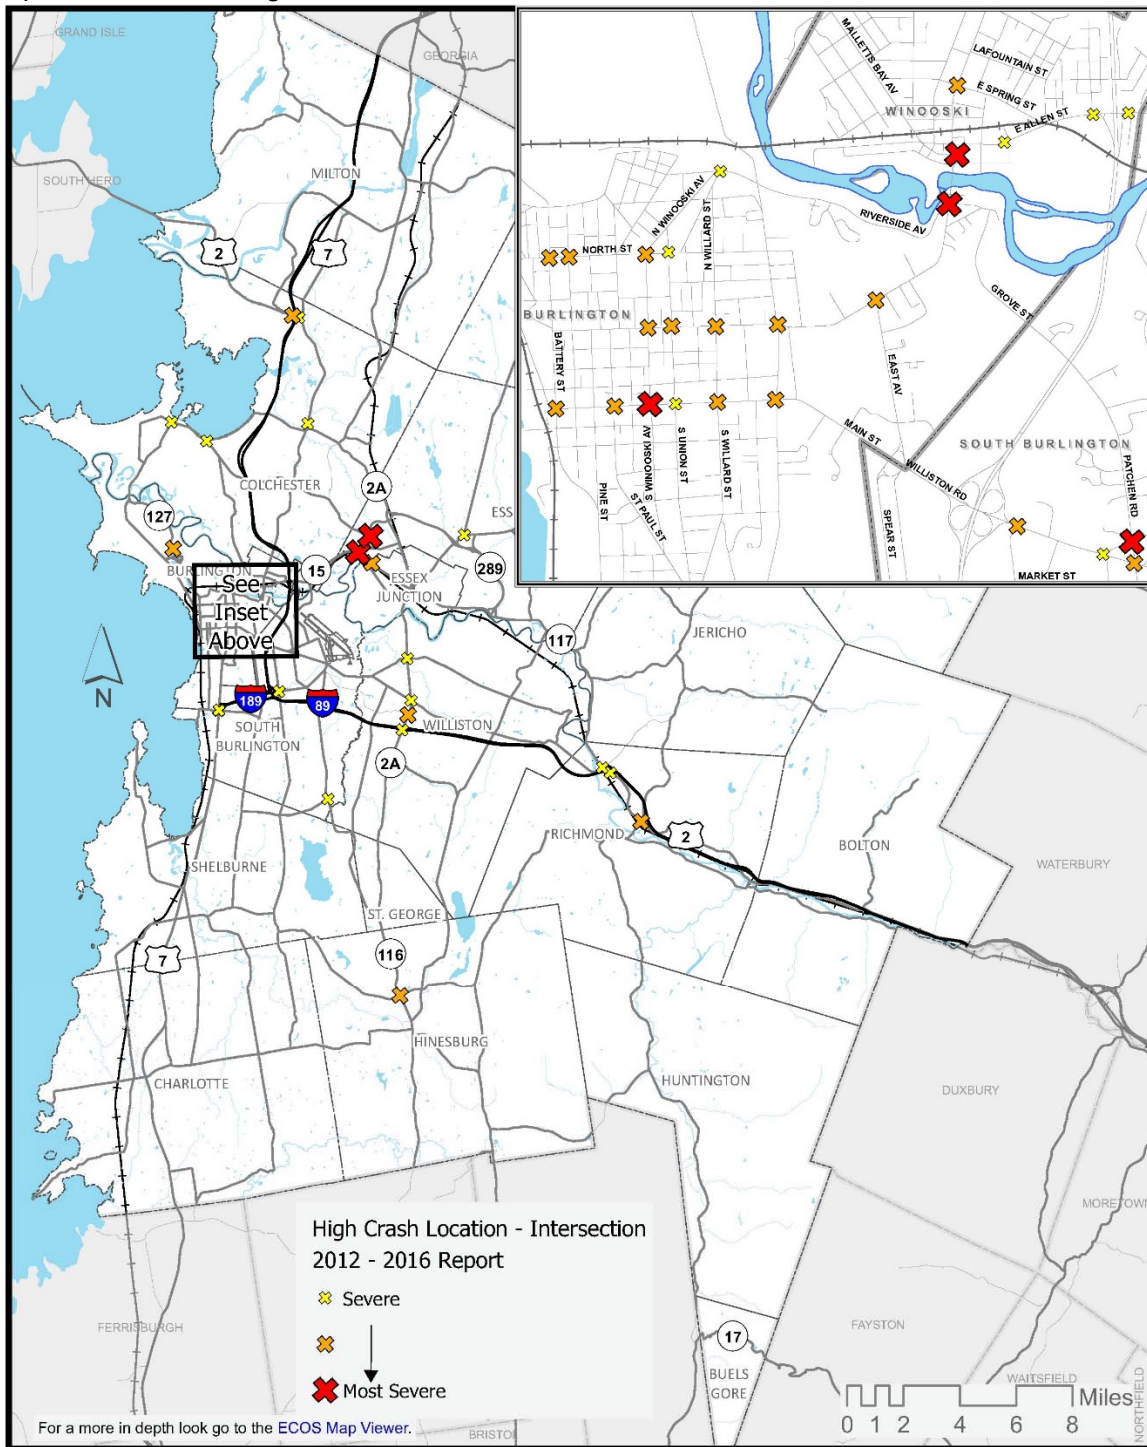 GRAND ISLE
GEORGIA
SOUTH HERO
MILTON
2
7
COLCHESTER
2A
127
BURLINGTON
15
ESS
289
ESSEX
JUNCTION
See
Inset
Above
N
117
JERICHO
189
89
SOUTH
BURLINGTON
WILLISTON
2A
RICHMOND
2
BOLTON
WATERBURY
SHELBURNE
ST. GEORGE
7
116
HINESBURG
CHARLOTTE
HUNTINGTON
DUXBURY
MORETOWN
FERRISBURGH
FAYSTON
17
BUELS
GORE
WAITSFIELD
NORTHFIELD
BRISTO
MALLETTS BAY AV
LAFOUNTAIN ST
E SPRING ST
WINOOSKI
E ALLEN ST
N WINOOSKI AV
N WILLARD ST
RIVERSIDE AV
NORTH ST
GROVE ST
BURLINGTON
BATTERY ST
EAST AV
S WINOOSKI AV
S UNION ST
S WILLARD ST
MAIN ST
SOUTH BURLINGTON
WILLISTON RD
PATCHEN RD
PINE ST
ST PAUL ST
SPEAR ST
MARKET ST
High Crash Location - Intersection
2012 - 2016 Report
Severe
Most Severe
For a more in depth look go to the ECOS Map Viewer.
Miles
0 1 2 4 6 8